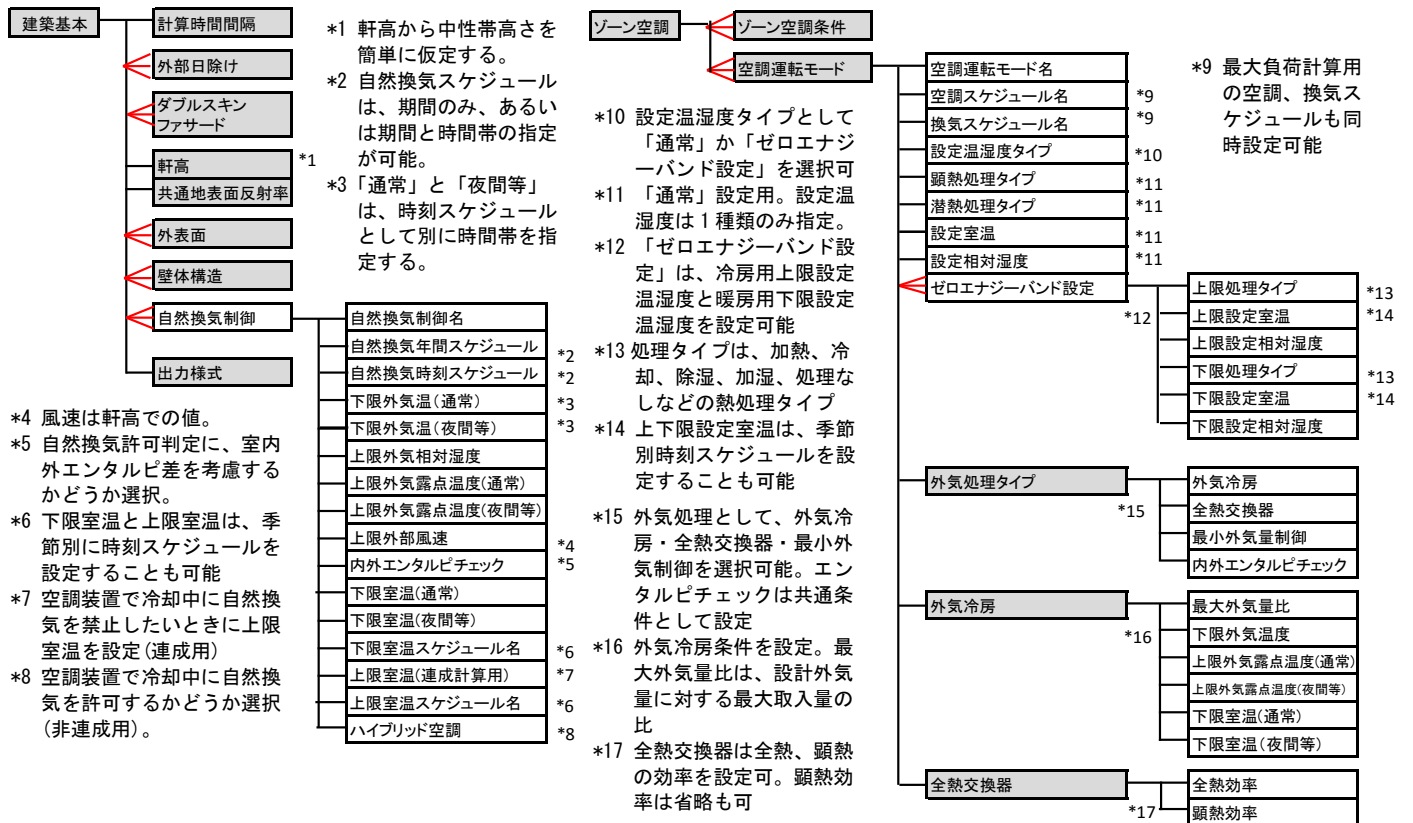 建築基本
計算時間間隔
外部日除け
ダブルスキン
ファサード
軒高
*1
共通地表面反射率
外表面
壁体構造
自然換気制御
出力様式
*1 軒高から中性帯高さを
簡単に仮定する。
*2 自然換気スケジュール
は、期間のみ、あるい
は期間と時間帯の指定
が可能。
*3「通常」と「夜間等」
は、時刻スケジュール
として別に時間帯を指
定する。
自然換気制御名
自然換気年間スケジュール
*2
自然換気時刻スケジュール
*2
下限外気温(通常)
*3
下限外気温(夜間等)
*3
上限外気相対湿度
上限外気露点温度(通常)
上限外気露点温度(夜間等)
上限外部風速
*4
内外エンタルピチェック
*5
下限室温(通常)
下限室温(夜間等)
下限室温スケジュール名
*6
上限室温(連成計算用)
*7
上限室温スケジュール名
*6
ハイブリッド空調
*8
*4 風速は軒高での値。
*5 自然換気許可判定に、室内
外エンタルピ差を考慮する
かどうか選択。
*6 下限室温と上限室温は、季
節別に時刻スケジュールを
設定することも可能
*7 空調装置で冷却中に自然換
気を禁止したいときに上限
室温を設定(連成用)
*8 空調装置で冷却中に自然換
気を許可するかどうか選択
(非連成用)。
ゾーン空調
ゾーン空調条件
空調運転モード
空調運転モード名
空調スケジュール名
*9
換気スケジュール名
*9
設定温湿度タイプ
*10
顕熱処理タイプ
*11
潜熱処理タイプ
*11
設定室温
*11
設定相対湿度
*11
ゼロエナジーバンド設定
*12
*9 最大負荷計算用
の空調、換気ス
ケジュールも同
時設定可能
上限処理タイプ
*13
上限設定室温
*14
上限設定相対湿度
下限処理タイプ
*13
下限設定室温
*14
下限設定相対湿度
*10 設定温湿度タイプとして
「通常」か「ゼロエナジ
ーバンド設定」を選択可
*11 「通常」設定用。設定温
湿度は1種類のみ指定。
*12 「ゼロエナジーバンド設
定」は、冷房用上限設定
温湿度と暖房用下限設定
温湿度を設定可能
*13 処理タイプは、加熱、冷
却、除湿、加湿、処理な
しなどの熱処理タイプ
*14 上下限設定室温は、季節
別時刻スケジュールを設
定することも可能
*15 外気処理として、外気冷
房・全熱交換器・最小外
気制御を選択可能。エン
タルピチェックは共通条
件として設定
*16 外気冷房条件を設定。最
大外気量比は、設計外気
量に対する最大取入量の
比
*17 全熱交換器は全熱、顕熱
の効率を設定可。顕熱効
率は省略も可
外気処理タイプ
*15
外気冷房
全熱交換器
最小外気量制御
内外エンタルピチェック
外気冷房
*16
最大外気量比
下限外気温度
上限外気露点温度(通常)
上限外気露点温度(夜間等)
下限室温(通常)
下限室温(夜間等)
全熱交換器
*17
全熱効率
顕熱効率